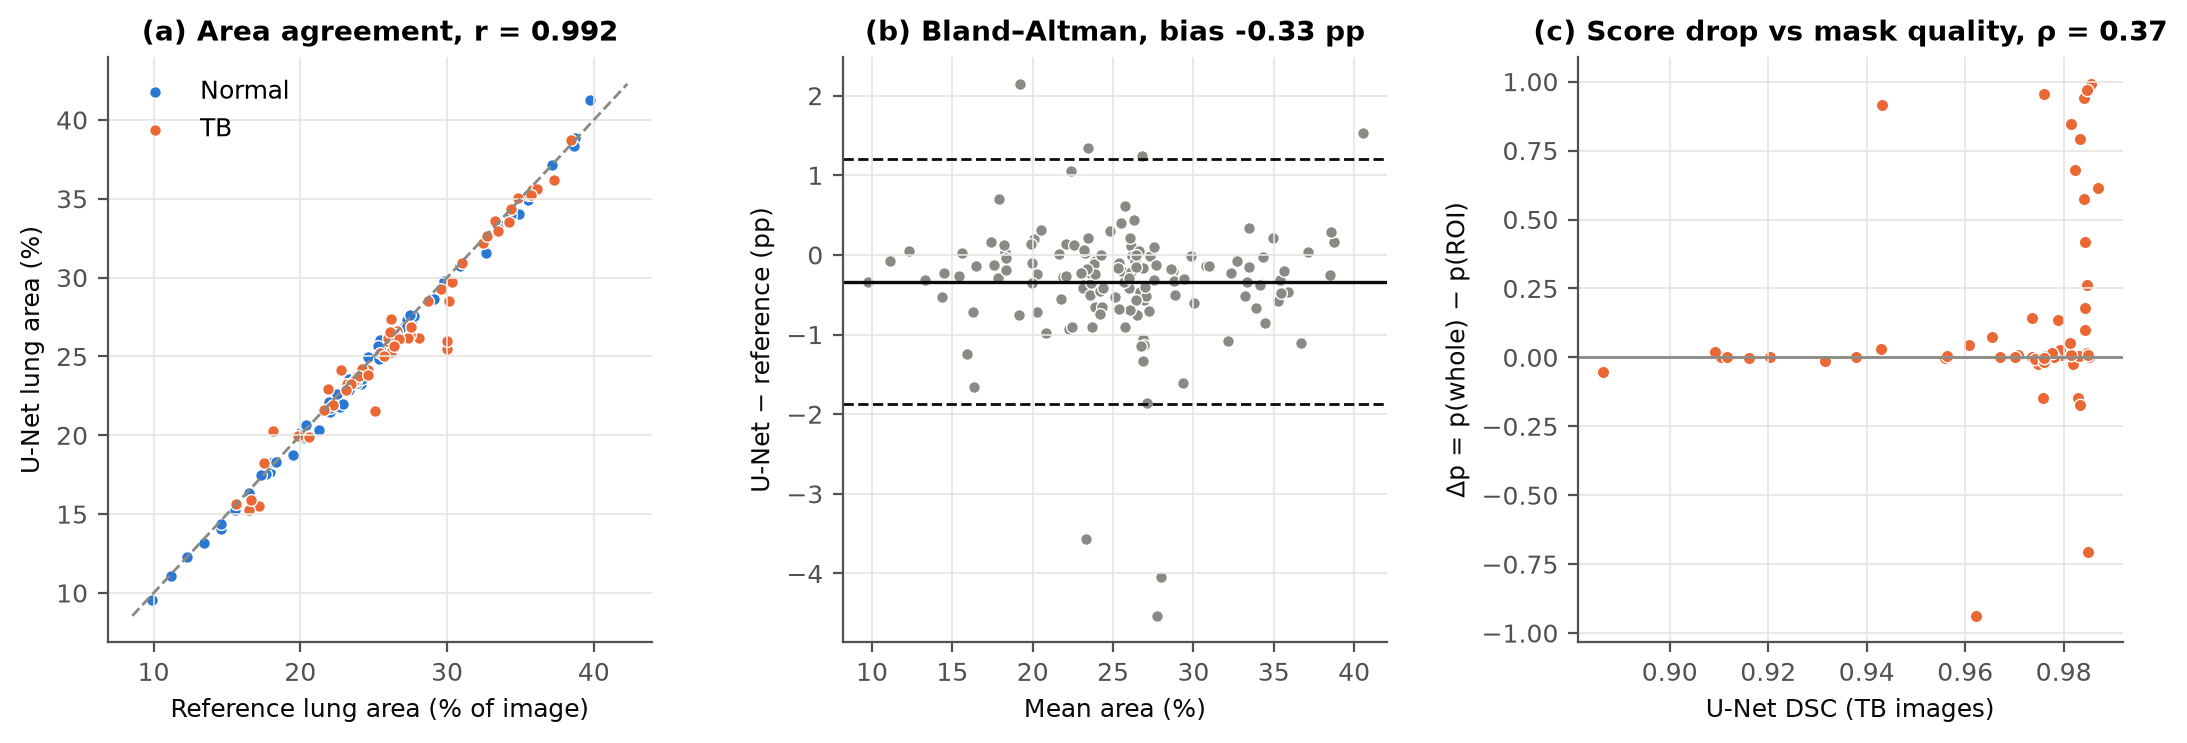 (a) Area agreement, r = 0.992
Normal
TB
U-Net lung area (%)
40
35
30
25
20
15
10
10 20 30 40
Reference lung area (% of image)
(b) Bland–Altman, bias -0.33 pp
U-Net − reference (pp)
2
1
0
−1
−2
−3
−4
10 15 20 25 30 35 40
Mean area (%)
(c) Score drop vs mask quality, ρ = 0.37
Δp = p(whole) − p(ROI)
1.00
0.75
0.50
0.25
0.00
−0.25
−0.50
−0.75
−1.00
0.90 0.92 0.94 0.96 0.98
U-Net DSC (TB images)